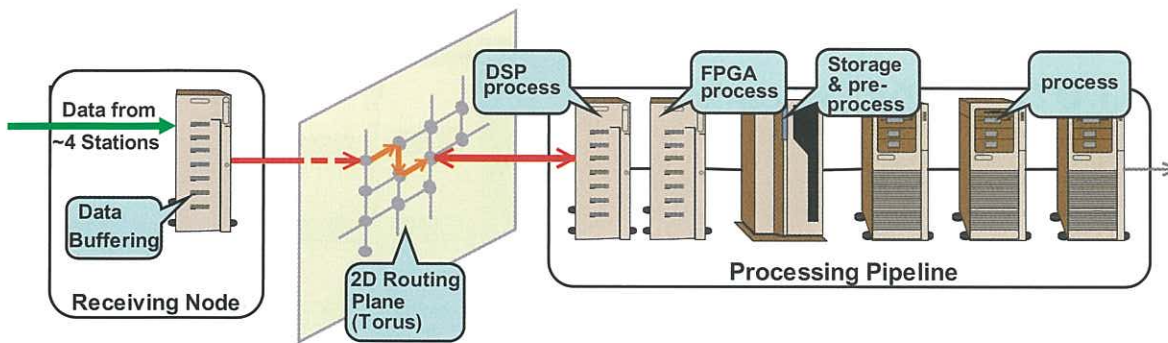 Data from
~4 Stations
Data
Buffering
Receiving Node
2D Routing
Plane
(Torus)
DSP
process
FPGA
process
Storage
& pre-
process
process
Processing Pipeline